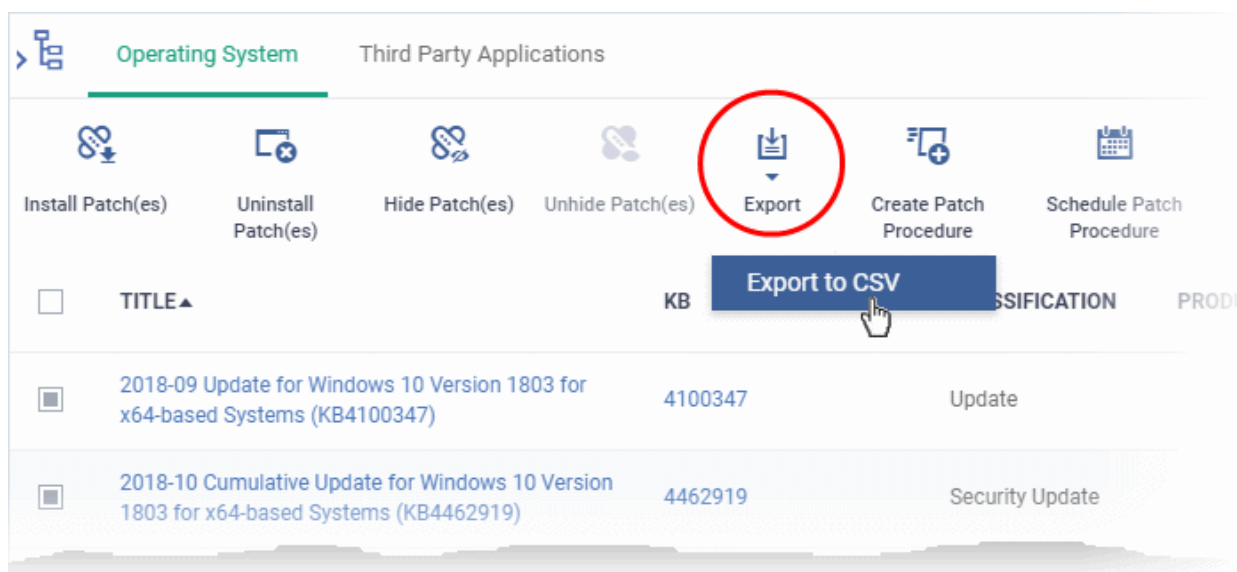 Operating System Third Party Applications
Install Patch(es) Uninstall Patch(es) Hide Patch(es) Unhide Patch(es) Export Create Patch Procedure Schedule Patch Procedure
Export to CSV
TITLE KB SSIFICATION PROD
2018-09 Update for Windows 10 Version 1803 for
x64-based Systems (KB4100347) 4100347 Update
2018-10 Cumulative Update for Windows 10 Version
1803 for x64-based Systems (KB4462919) 4462919 Security Update